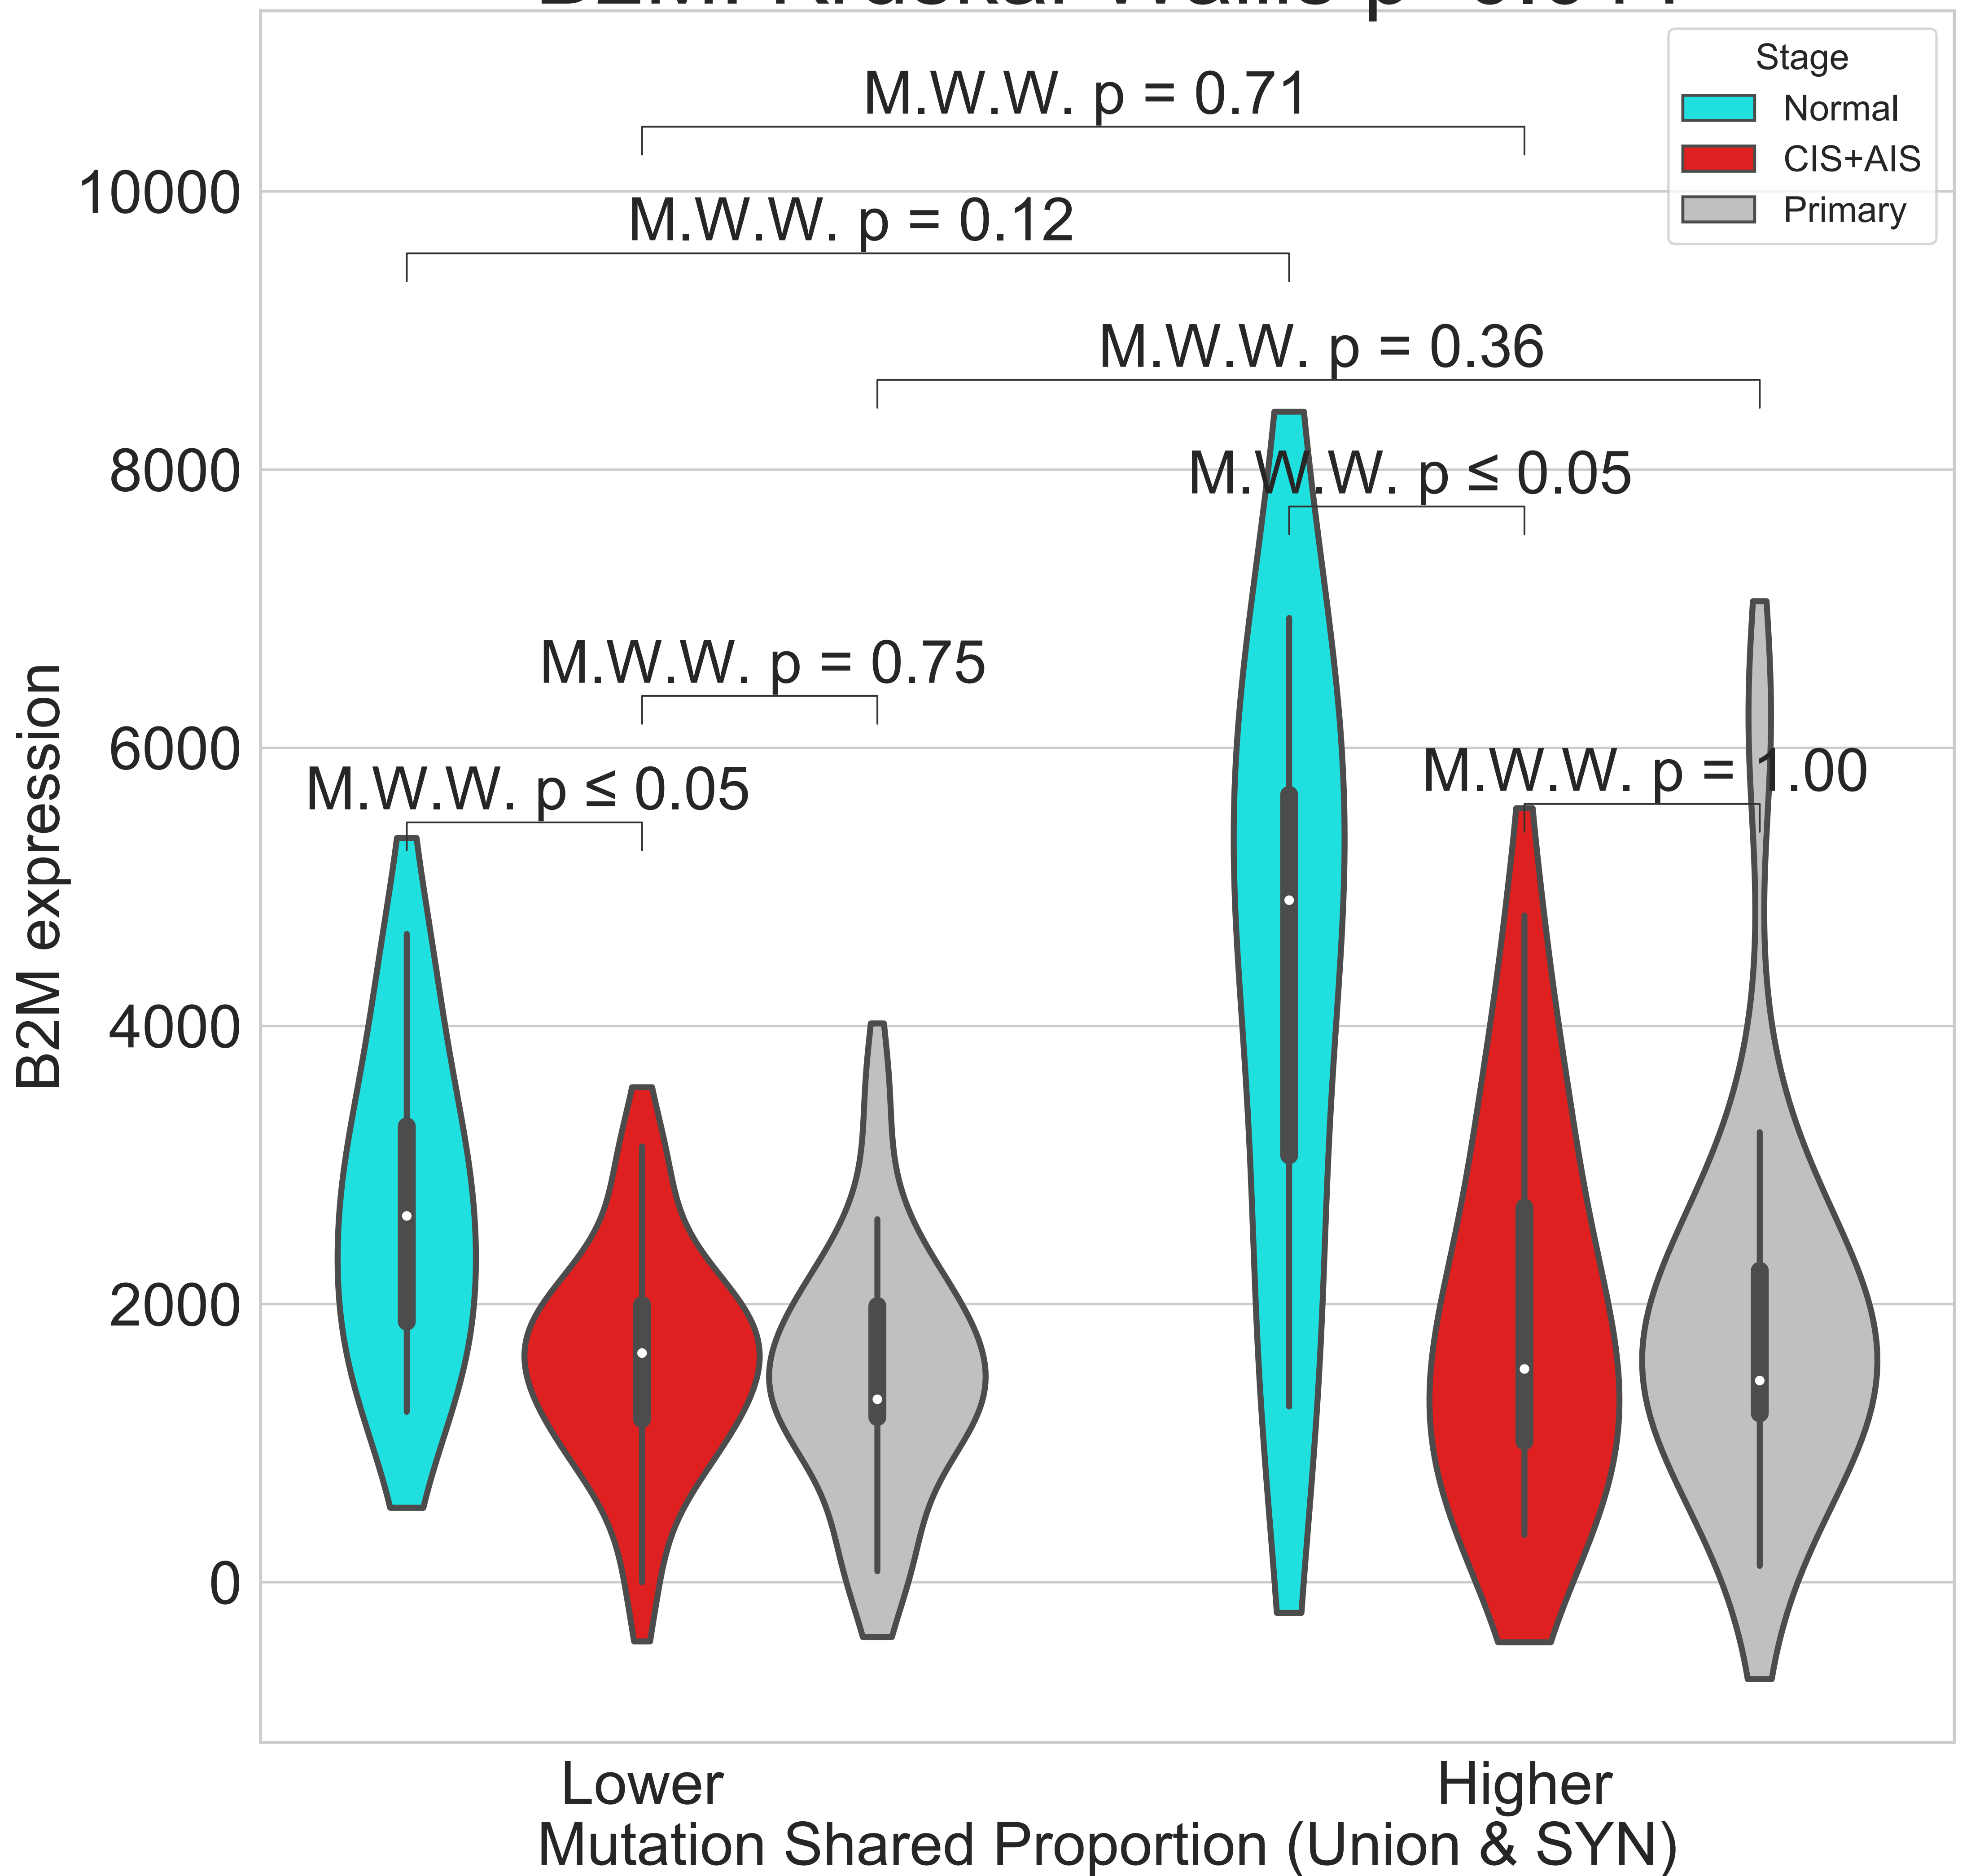 Stage
Normal
CIS+AIS
Primary
M.W.W. p = 0.71
M.W.W. p = 0.12
M.W.W. p = 0.36
M.W.W. p ≤ 0.05
M.W.W. p = 0.75
M.W.W. p ≤ 0.05
M.W.W. p = 1.00
10000
8000
6000
4000
2000
0
B2M expression
Lower
Higher
Mutation Shared Proportion (Union & SYN)